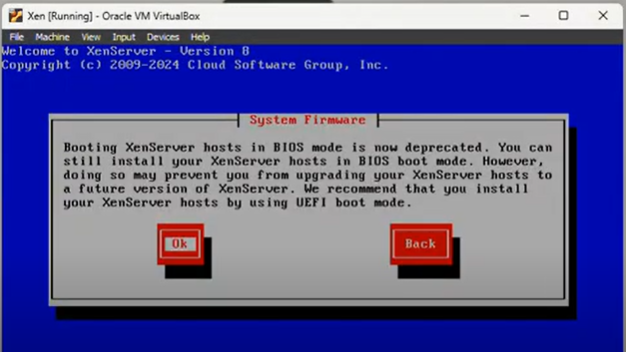 Xen [Running] - Oracle VM VirtualBox
File Machine View Input Devices Help
Welcome to XenServer - Version 8
Copyright (c) 2009-2024 Cloud Software Group, Inc.
System Firmware
Booting XenServer hosts in BIOS mode is now deprecated. You can
still install your XenServer hosts in BIOS boot mode. However,
doing so may prevent you from upgrading your XenServer hosts to
a future version of XenServer. We recommend that you install
your XenServer hosts by using UEFI boot mode.
Ok Back